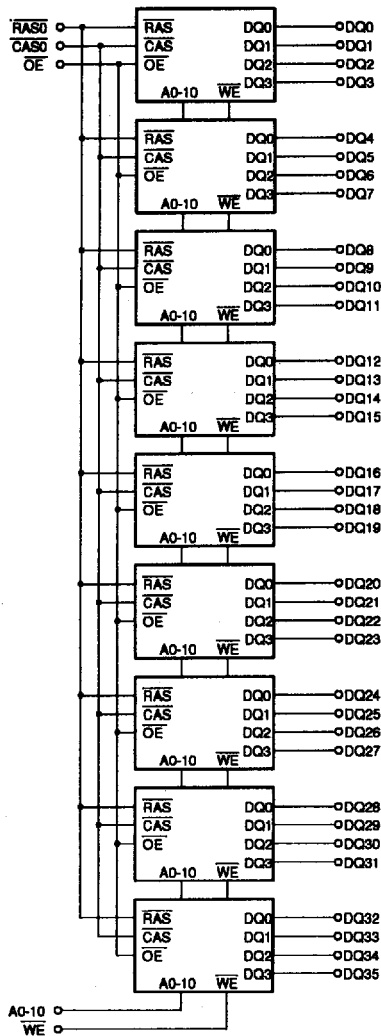 RAS0 RAS DQ0 DQ0
CAS0 CAS DQ1 DQ1
OE OE DQ2 DQ2
DQ3 DQ3
A0-10 WE
RAS DQ0 DQ4
CAS DQ1 DQ5
OE DQ2 DQ6
DQ3 DQ7
A0-10 WE
RAS DQ0 DQ8
CAS DQ1 DQ9
OE DQ2 DQ10
DQ3 DQ11
A0-10 WE
RAS DQ0 DQ12
CAS DQ1 DQ13
OE DQ2 DQ14
DQ3 DQ15
A0-10 WE
RAS DQ0 DQ16
CAS DQ1 DQ17
OE DQ2 DQ18
DQ3 DQ19
A0-10 WE
RAS DQ0 DQ20
CAS DQ1 DQ21
OE DQ2 DQ22
DQ3 DQ23
A0-10 WE
RAS DQ0 DQ24
CAS DQ1 DQ25
OE DQ2 DQ26
DQ3 DQ27
A0-10 WE
RAS DQ0 DQ28
CAS DQ1 DQ29
OE DQ2 DQ30
DQ3 DQ31
A0-10 WE
RAS DQ0 DQ32
CAS DQ1 DQ33
OE DQ2 DQ34
DQ3 DQ35
A0-10 WE
A0-10
WE